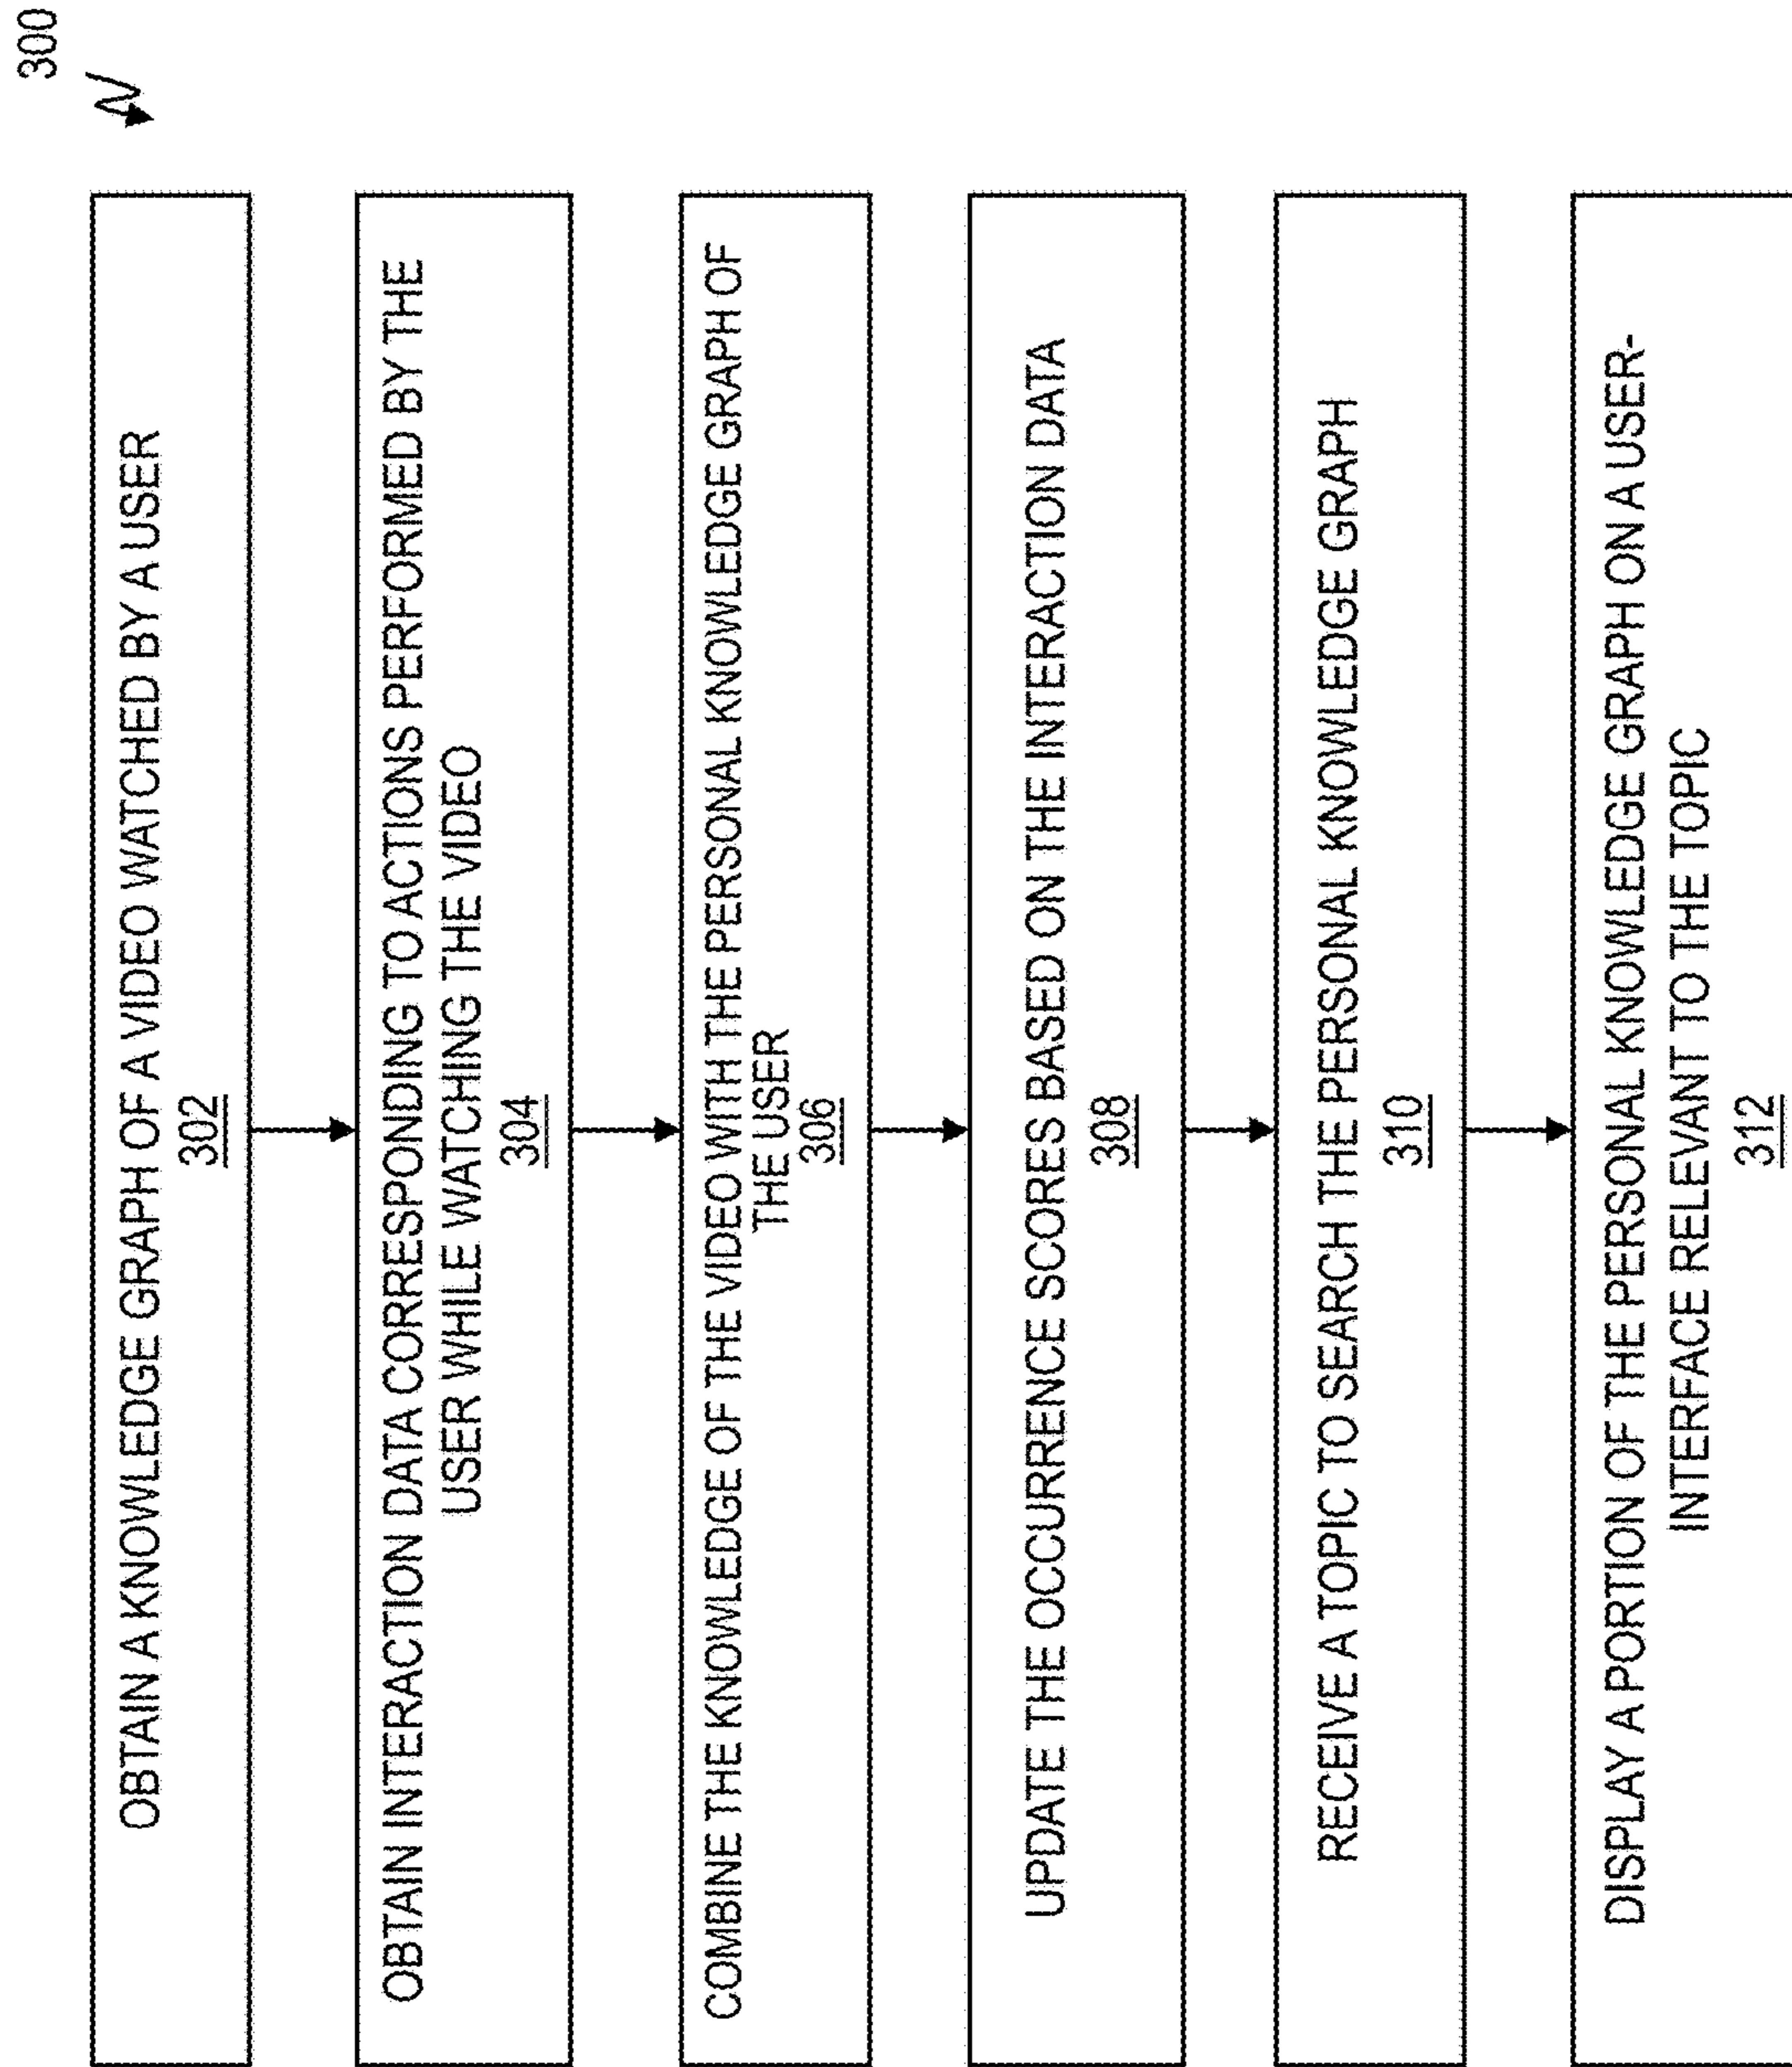 300
OBTAIN A KNOWLEDGE GRAPH OF A VIDEO WATCHED BY A USER
302
OBTAIN INTERACTION DATA CORRESPONDING TO ACTIONS PERFORMED BY THE
USER WHILE WATCHING THE VIDEO
304
COMBINE THE KNOWLEDGE OF THE VIDEO WITH THE PERSONAL KNOWLEDGE GRAPH OF
THE USER
306
UPDATE THE OCCURRENCE SCORES BASED ON THE INTERACTION DATA
308
RECEIVE A TOPIC TO SEARCH THE PERSONAL KNOWLEDGE GRAPH
310
DISPLAY A PORTION OF THE PERSONAL KNOWLEDGE GRAPH ON A USER-
INTERFACE RELEVANT TO THE TOPIC
312